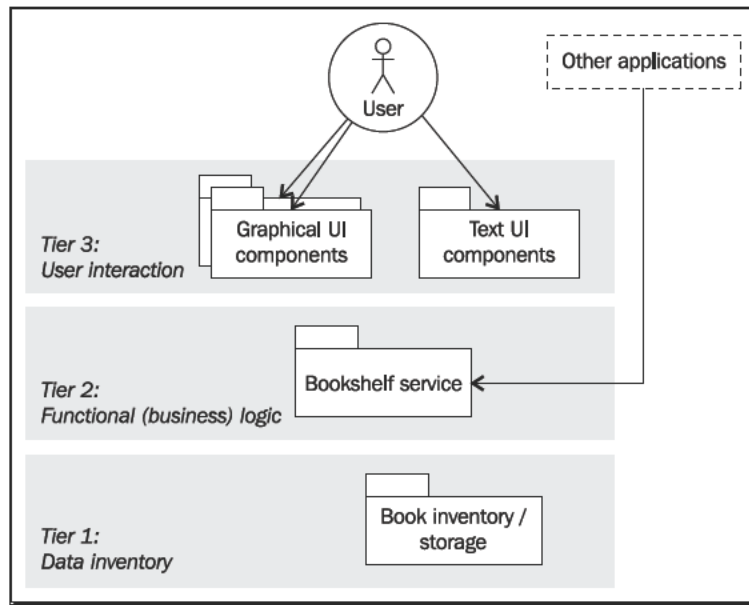 Other applications
User
Graphical UI
components
Text UI
components
Tier 3:
User interaction
Bookshelf service
Tier 2:
Functional (business) logic
Book inventory /
storage
Tier 1:
Data inventory